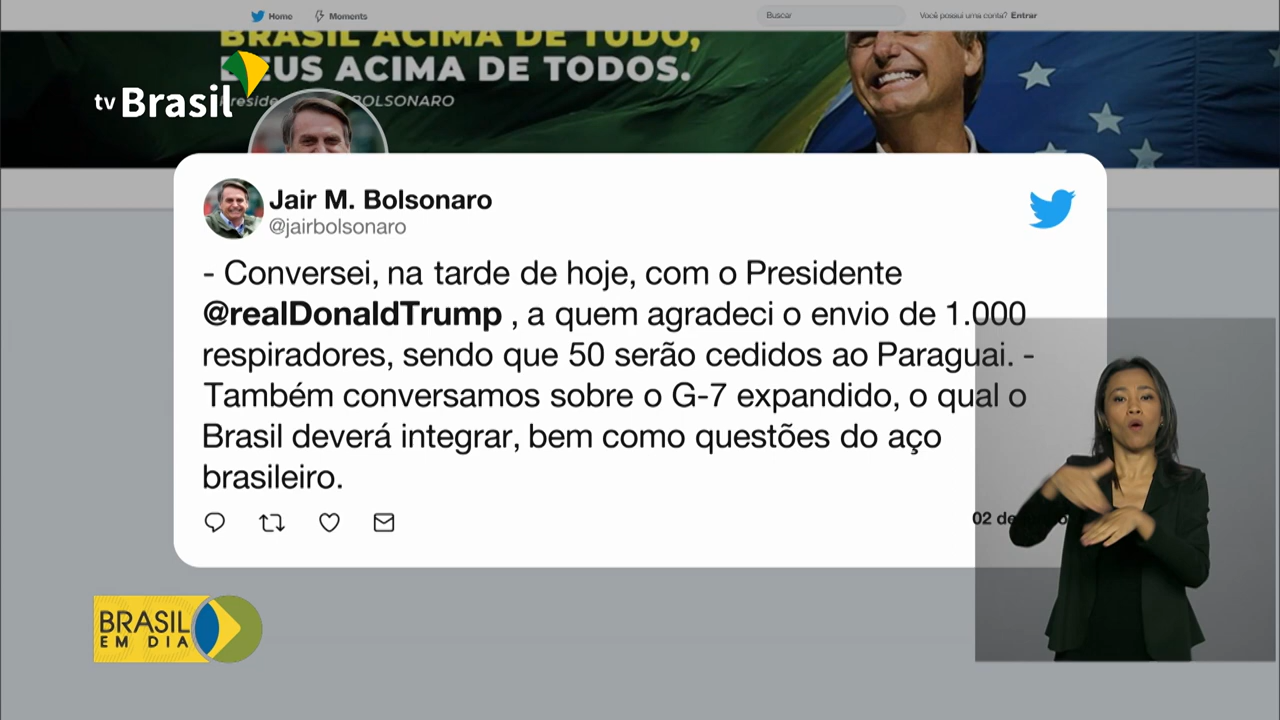 Home Moments Buscar Você possui uma conta? Entrar
BRASIL ACIMA DE TUDO,
DEUS ACIMA DE TODOS.
BOLSONARO
tv Brasil
Jair M. Bolsonaro
@jairbolsonaro
- Conversei, na tarde de hoje, com o Presidente
@realDonaldTrump , a quem agradeci o envio de 1.000
respiradores, sendo que 50 serão cedidos ao Paraguai. -
Também conversamos sobre o G-7 expandido, o qual o
Brasil deverá integrar, bem como questões do aço
brasileiro.
02 de
BRASIL
EM DIA